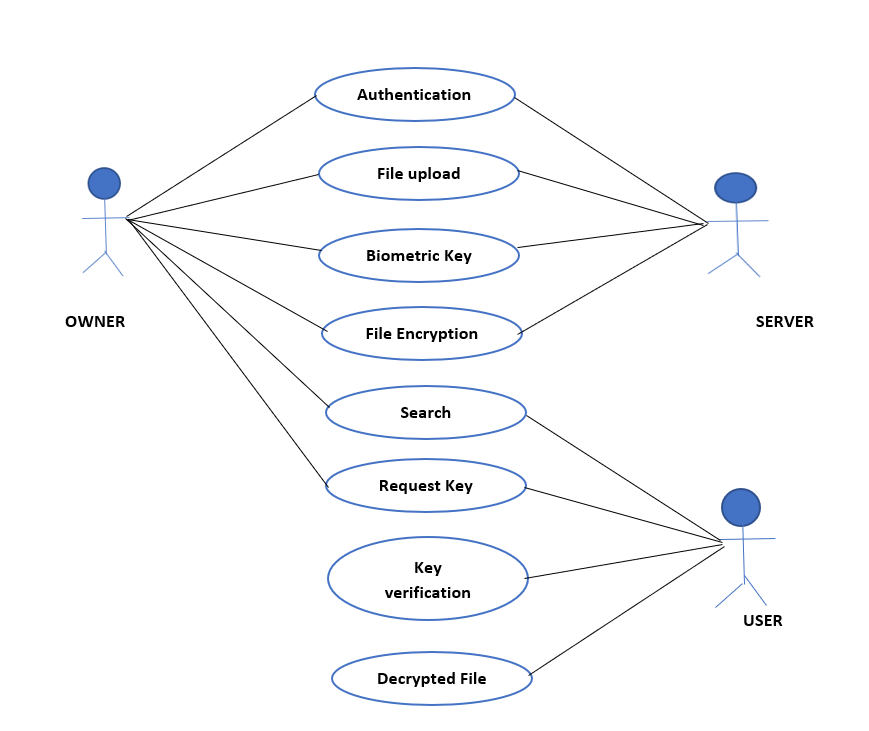 Authentication
File upload
Biometric Key
File Encryption
OWNER
SERVER
Search
Request Key
Key
verification
USER
Decrypted File